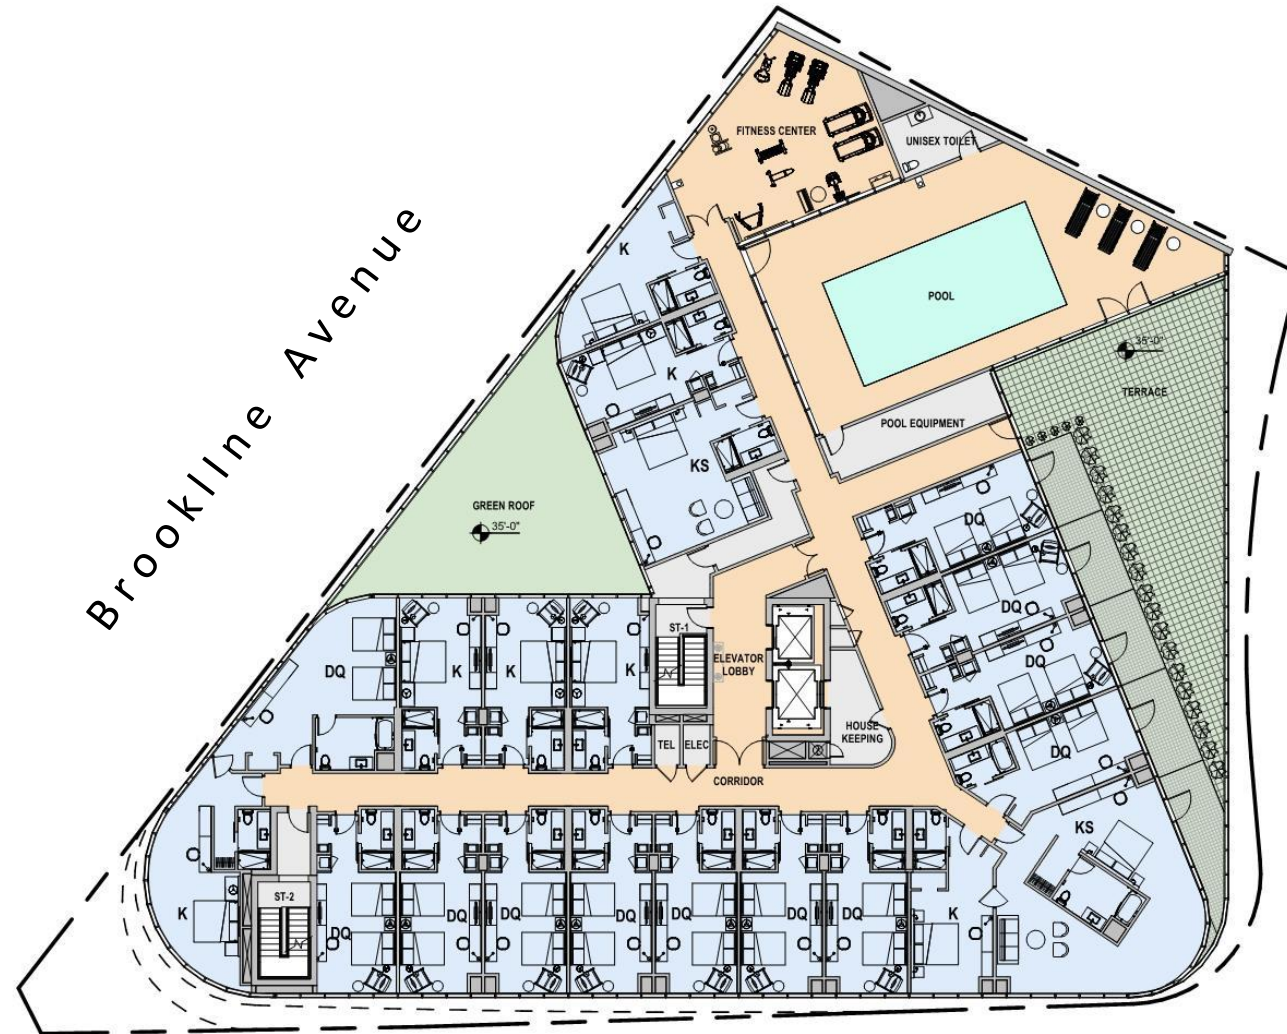 FITNESS CENTER
UNISEX TOILET
Brookllne Avenue
K
POOL
35'-0"
K
TERRACE
POOL EQUIPMENT
KS
GREEN ROOF
35'-0"
DQ
DQ
ST-1
ELEVATOR
LOBBY
DQ
K
K
K
DQ
HOUSE
KEEPING
TEL
ELEC
DQ
CORRIDOR
KS
ST-2
K
DQ
DQ
DQ
DQ
DQ
DQ
DQ
K